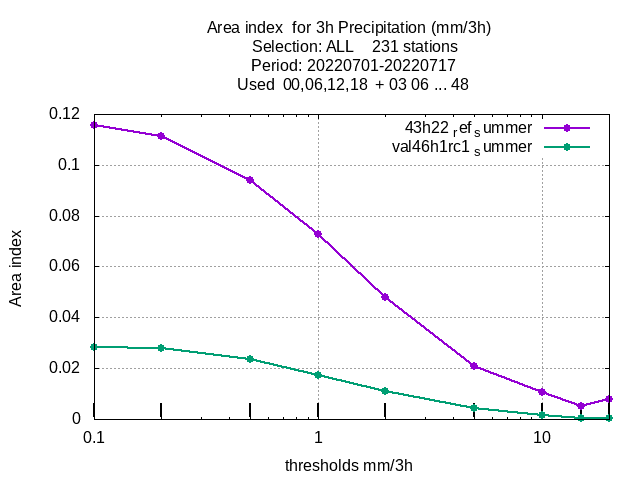 Area index  for 3h Precipitation (mm/3h)
Selection: ALL    231 stations
Period: 20220701-20220717
Used  00,06,12,18  + 03 06 ... 48
43h22 ref summer
val46h1rc1 summer
0.12
0.1
0.08
0.06
0.04
0.02
0
Area index
0.1 1 10
thresholds mm/3h